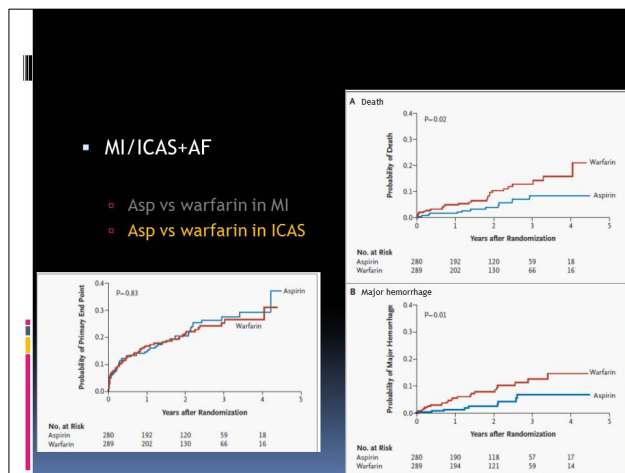 MI/ICAS+AF
Asp vs warfarin in MI
Asp vs warfarin in ICAS
Probability of Primary End Point
0.4
0.3
0.2
0.1
0.0
P=0.83
Aspirin
Warfarin
0 1 2 3 4 5
Years after Randomization
No. at Risk
Aspirin 280 192 120 59 18
Warfarin 289 202 130 66 16
A Death
Probability of Death
0.4
0.3
0.2
0.1
0.0
P=0.02
Warfarin
Aspirin
0 1 2 3 4 5
Years after Randomization
No. at Risk
Aspirin 280 192 120 59 18
Warfarin 289 202 130 66 16
B Major hemorrhage
Probability of Major Hemorrhage
0.4
0.3
0.2
0.1
0.0
P=0.01
Warfarin
Aspirin
0 1 2 3 4 5
Years after Randomization
No. at Risk
Aspirin 280 190 118 57 17
Warfarin 289 194 121 59 14